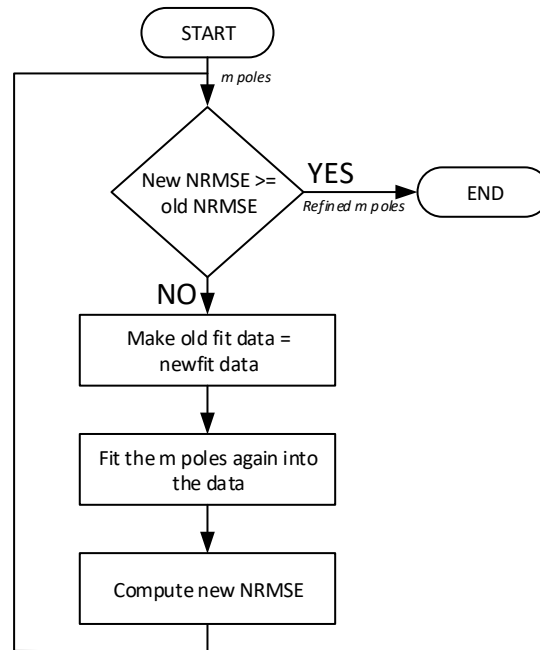 START
m poles
New NRMSE >=
old NRMSE
YES
Refined m poles
END
NO
Make old fit data =
newfit data
Fit the m poles again into
the data
Compute new NRMSE